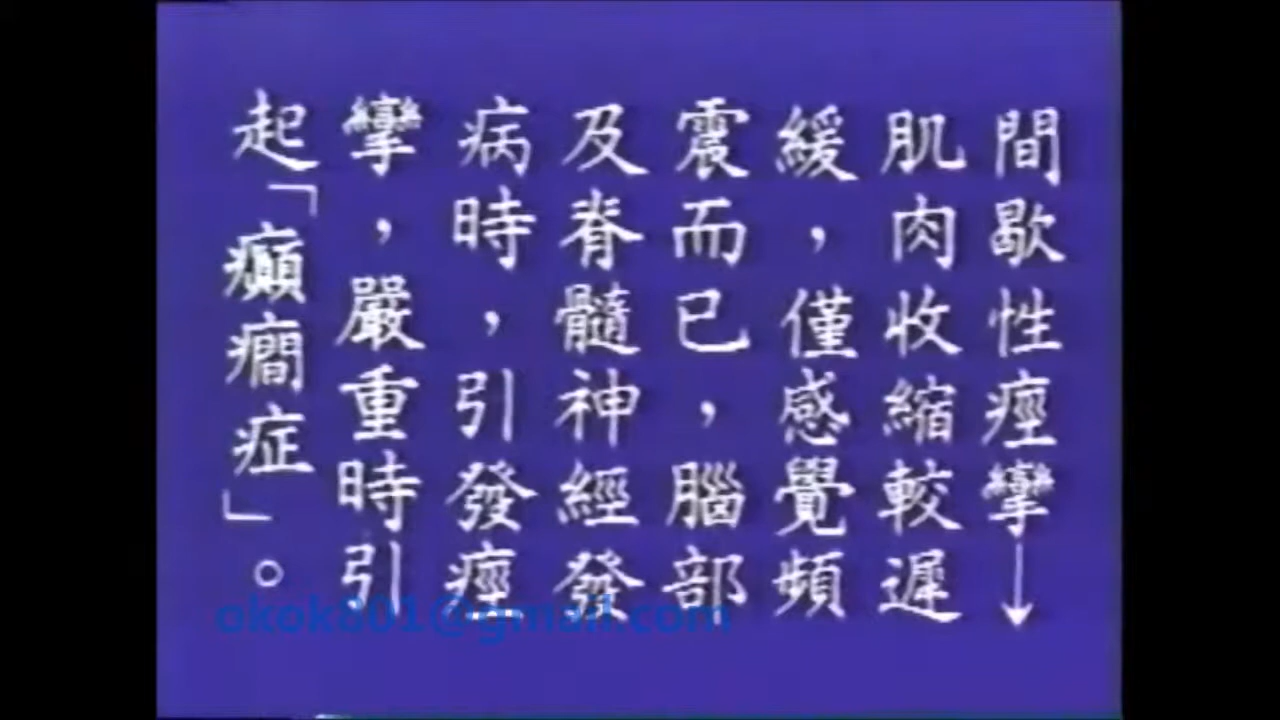 間歇性痙攣↓
肌肉收縮較遲
緩，僅感覺頻
震而已，腦部
及脊髓神經發
病時，引發痙
攣，嚴重時引
起「癲癇症」。
okok801@gmail.com